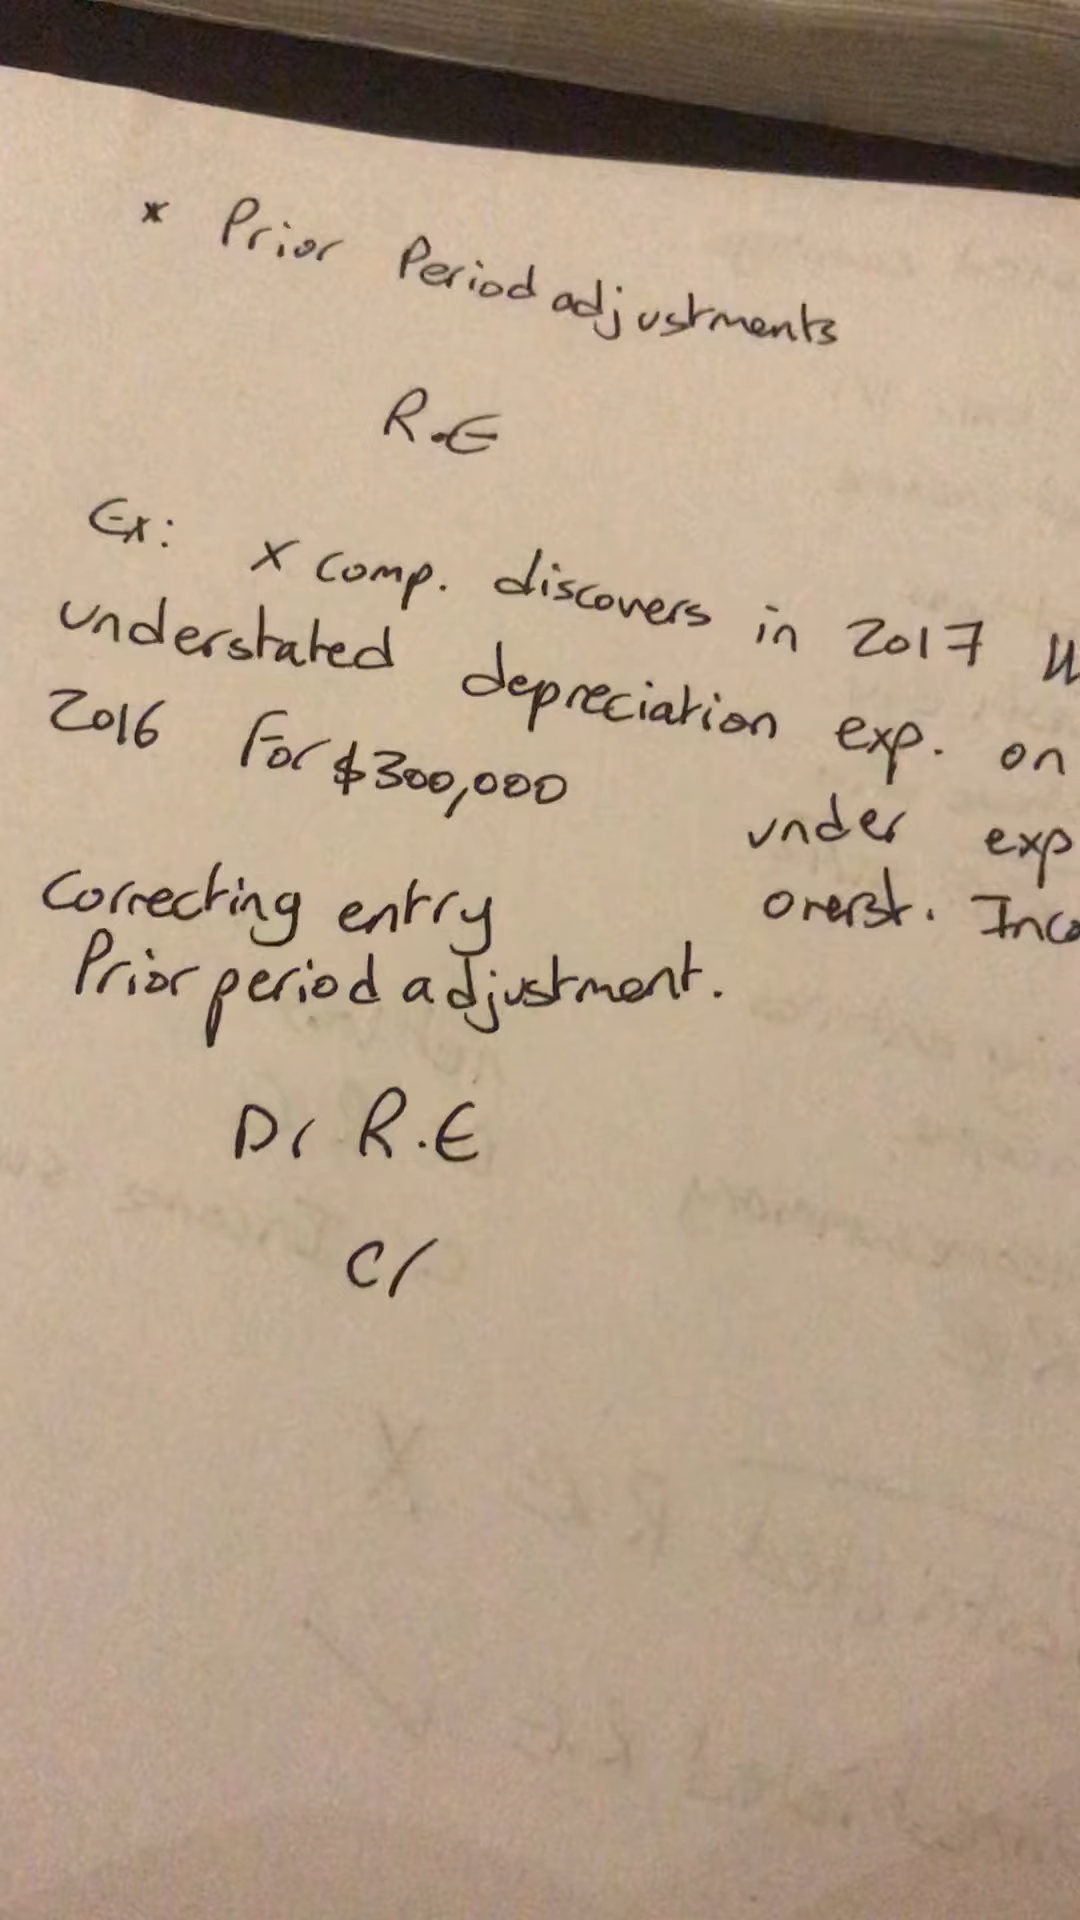 * Prior Period adjustments
R.E
Ex: X comp. discovers in 2017
understated depreciation exp. on
2016 For $300,000
under exp
overst. Inco
Correcting entry
Prior period adjustment.
Dr R.E
Cr